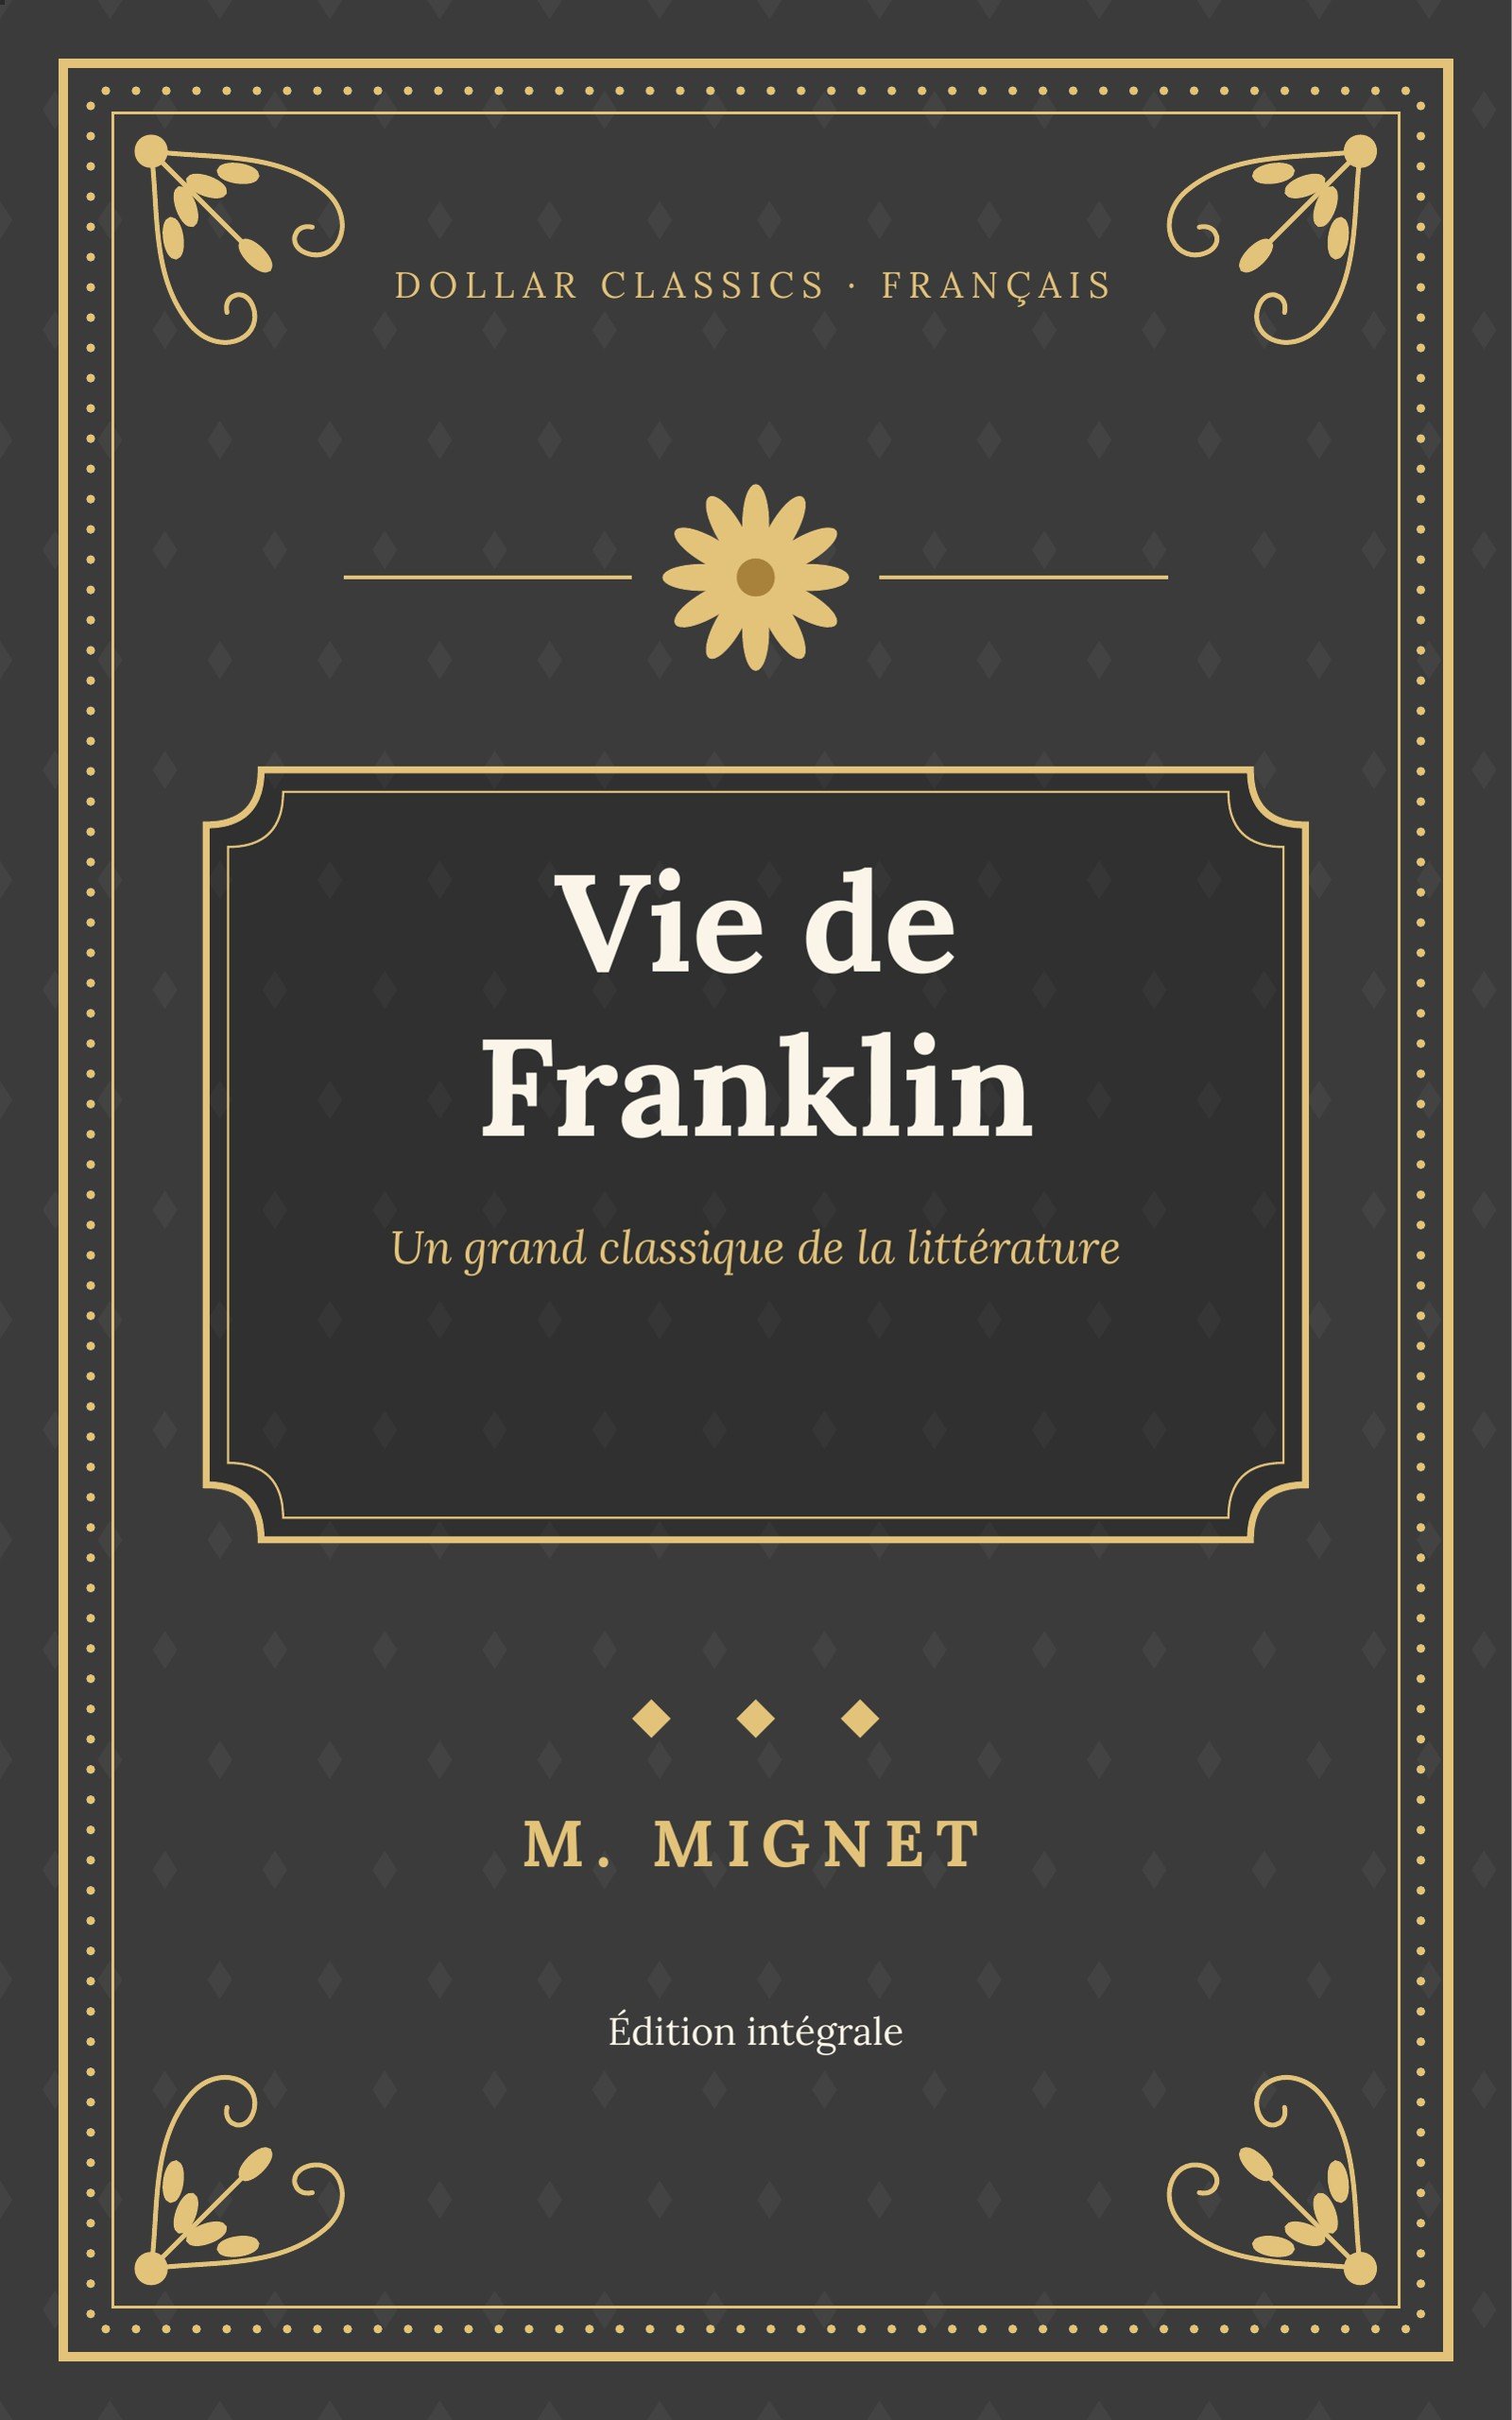 DOLLAR CLASSICS · FRANÇAIS
Vie de
Franklin
Un grand classique de la littérature
M. MIGNET
Édition intégrale